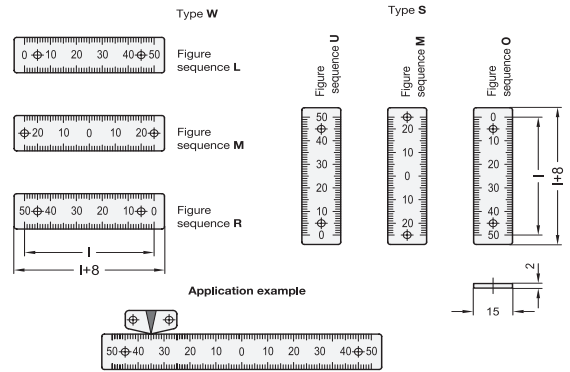 Type W
Type S
0 10 20 30 40 50
Figure
sequence L
20 10 0 10 20
Figure
sequence M
50 40 30 20 10 0
Figure
sequence R
l
l+8
Figure
sequence U
50
40
30
20
10
0
Figure
sequence M
20
10
0
10
20
Figure
sequence O
0
10
20
30
40
50
l
l+8
2
15
Application example
50 40 30 20 10 0 10 20 30 40 50